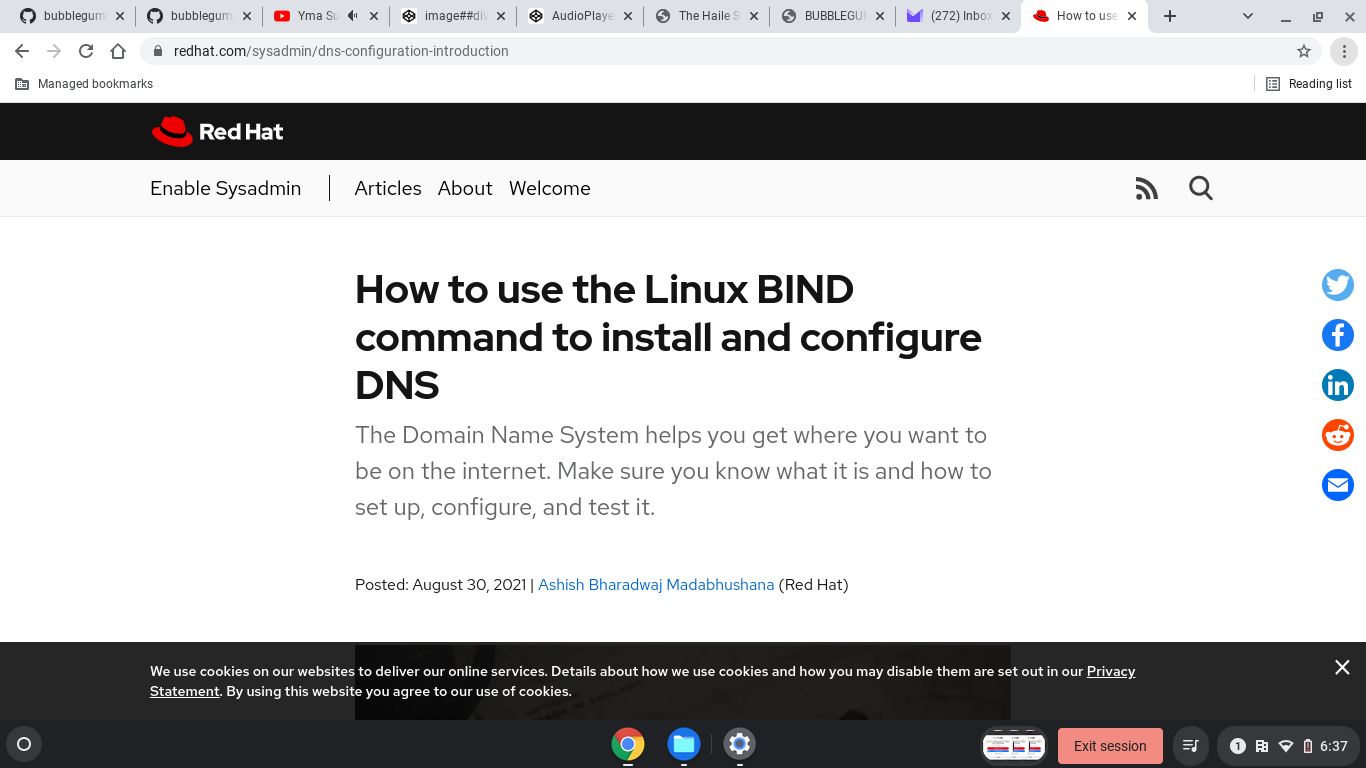 bubblegum
bubblegum
Yma Su
image##div
AudioPlaye
The Haile S
BUBBLEGU
(272) Inbox
How to use
redhat.com/sysadmin/dns-configuration-introduction
Managed bookmarks
Reading list
Red Hat
Enable Sysadmin
Articles About Welcome
How to use the Linux BIND
command to install and configure
DNS
The Domain Name System helps you get where you want to
be on the internet. Make sure you know what it is and how to
set up, configure, and test it.
Posted: August 30, 2021 | Ashish Bharadwaj Madabhushana (Red Hat)
We use cookies on our websites to deliver our online services. Details about how we use cookies and how you may disable them are set out in our Privacy
Statement. By using this website you agree to our use of cookies.
Exit session
1
6:37